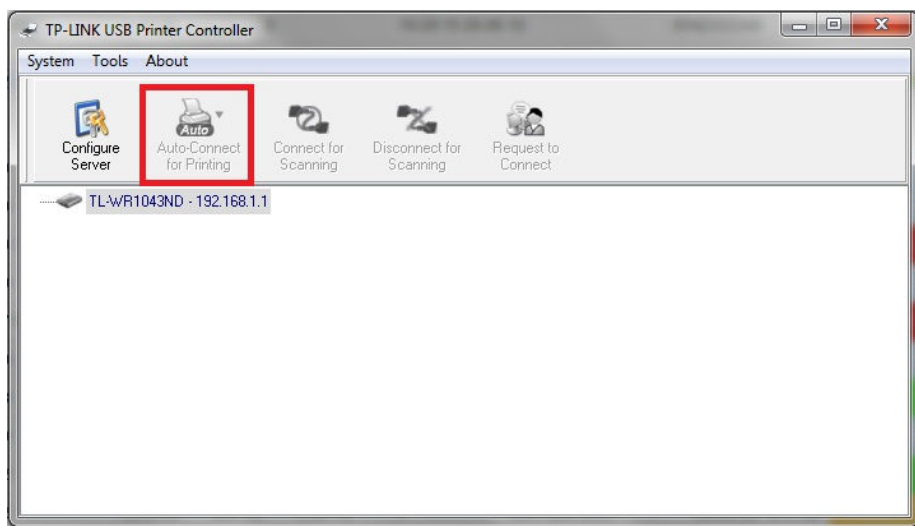 TP-LINK USB Printer Controller
System Tools About
Auto
Configure Server
Auto-Connect for Printing
Connect for Scanning
Disconnect for Scanning
Request to Connect
TL-WR1043ND - 192.168.1.1